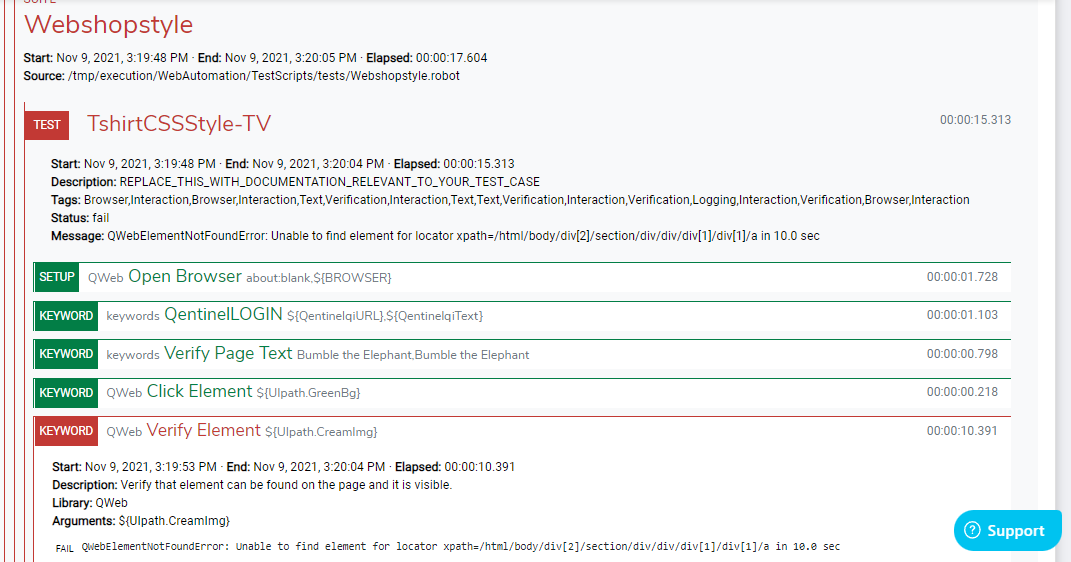 SUITE
Webshopstyle
Start: Nov 9, 2021, 3:19:48 PM · End: Nov 9, 2021, 3:20:05 PM · Elapsed: 00:00:17.604
Source: /tmp/execution/WebAutomation/TestScripts/tests/Webshopstyle.robot
TEST TshirtCSSStyle-TV 00:00:15.313
Start: Nov 9, 2021, 3:19:48 PM · End: Nov 9, 2021, 3:20:04 PM · Elapsed: 00:00:15.313
Description: REPLACE_THIS_WITH_DOCUMENTATION_RELEVANT_TO_YOUR_TEST_CASE
Tags: Browser,Interaction,Browser,Interaction,Text,Verification,Interaction,Text,Text,Verification,Interaction,Verification,Logging,Interaction,Verification,Browser,Interaction
Status: fail
Message: QWebElementNotFoundError: Unable to find element for locator xpath=/html/body/div[2]/section/div/div/div[1]/div[1]/a in 10.0 sec
SETUP QWeb Open Browser about:blank,${BROWSER} 00:00:01.728
KEYWORD keywords QentinelLOGIN ${QentinelqiURL},${QentinelqiText} 00:00:01.103
KEYWORD keywords Verify Page Text Bumble the Elephant,Bumble the Elephant 00:00:00.798
KEYWORD QWeb Click Element ${UIpath.GreenBg} 00:00:00.218
KEYWORD QWeb Verify Element ${UIpath.CreamImg} 00:00:10.391
Start: Nov 9, 2021, 3:19:53 PM · End: Nov 9, 2021, 3:20:04 PM · Elapsed: 00:00:10.391
Description: Verify that element can be found on the page and it is visible.
Library: QWeb
Arguments: ${UIpath.CreamImg}
FAIL QWebElementNotFoundError: Unable to find element for locator xpath=/html/body/div[2]/section/div/div/div[1]/div[1]/a in 10.0 sec
Support